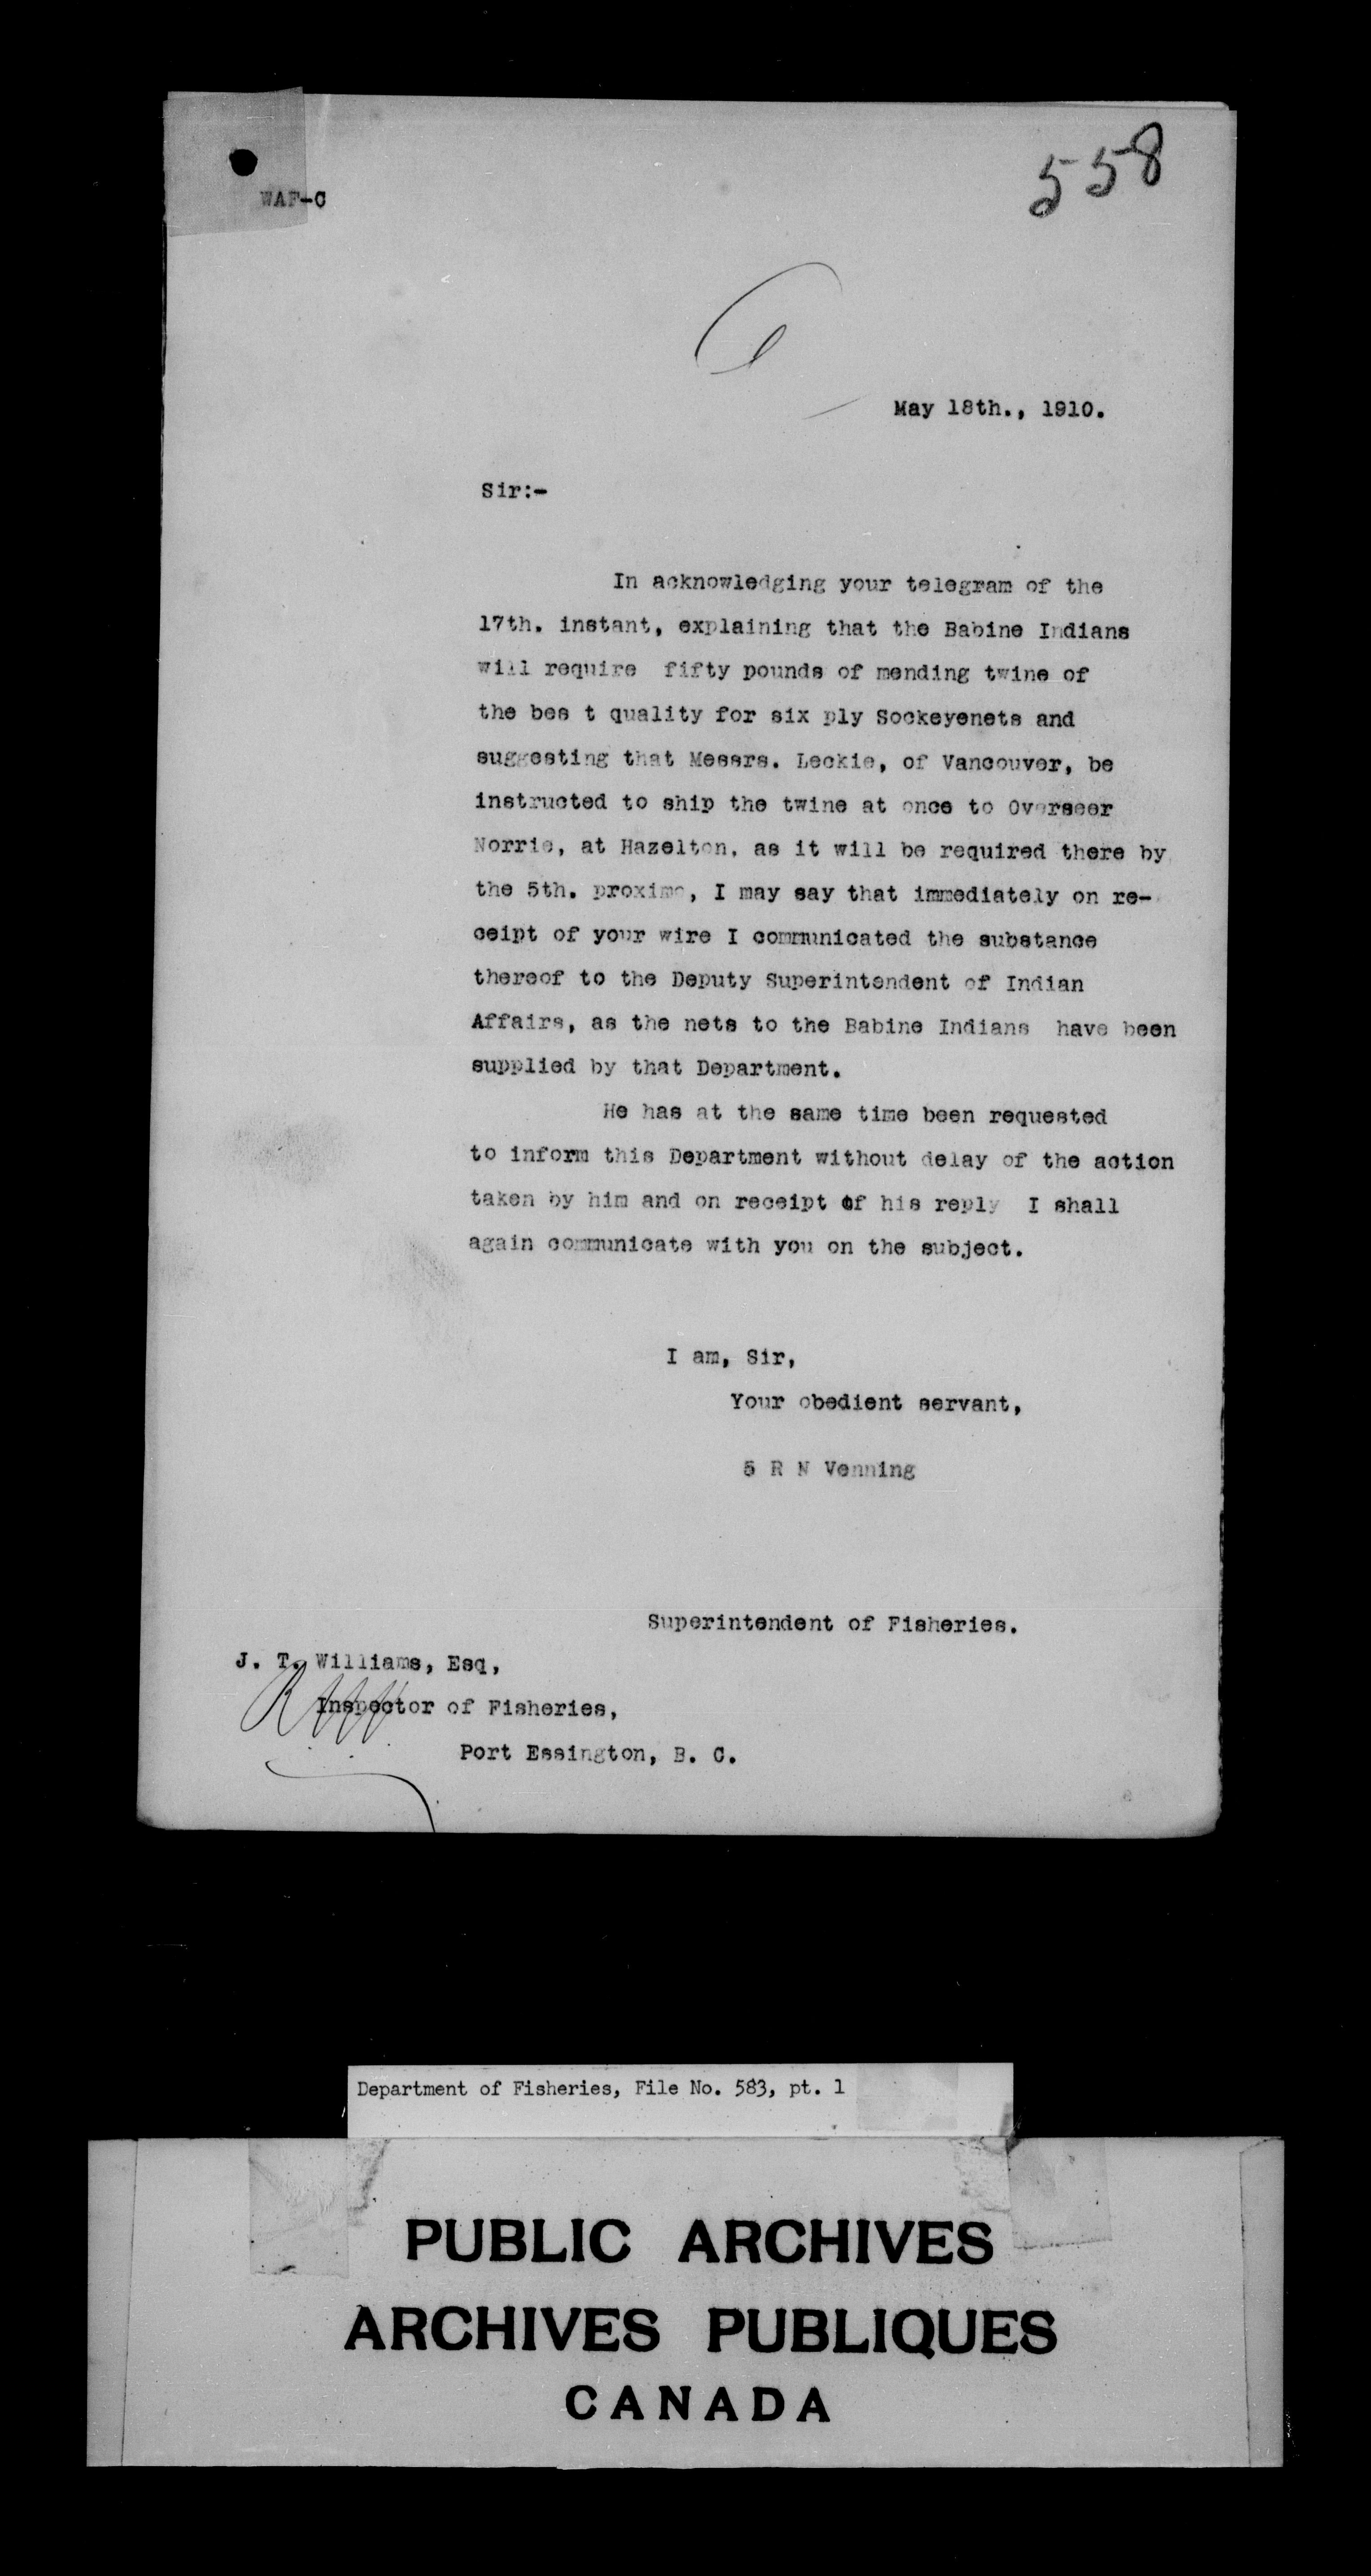 558
WAF-C
May 18th., 1910.
Sir:-
In acknowledging your telegram of the
17th. instant, explaining that the Babine Indians
will require fifty pounds of mending twine of
the bes t quality for six ply Sockeyenets and
suggesting that Messrs. Leckie, of Vancouver, be
instructed to ship the twine at once to Overseer
Norrie, at Hazelton, as it will be required there by
the 5th. proximo, I may say that immediately on re-
ceipt of your wire I communicated the substance
thereof to the Deputy Superintendent of Indian
Affairs, as the nets to the Babine Indians have been
supplied by that Department.
He has at the same time been requested
to inform this Department without delay of the action
taken by him and on receipt of his reply I shall
again communicate with you on the subject.
I am, Sir,
Your obedient servant,
5 R N Venning
Superintendent of Fisheries.
J. T. Williams, Esq,
Inspector of Fisheries,
Port Essington, B. C.
Department of Fisheries, File No. 583, pt. 1
PUBLIC ARCHIVES
ARCHIVES PUBLIQUES
CANADA